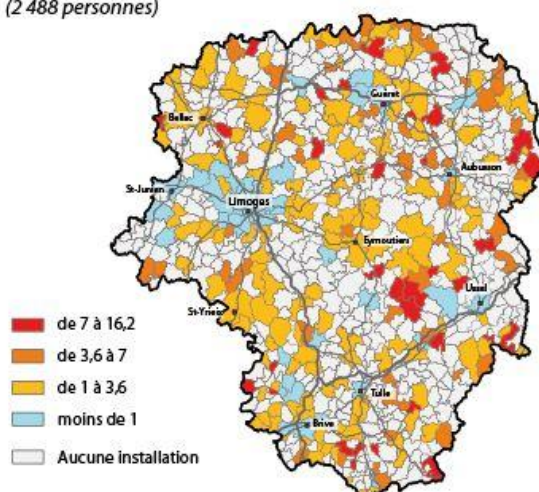 (2 488 personnes)
Guéret
Bellac
Aubusson
St-Junien
Limoges
Eymoutiers
Ussel
St-Yrieix
de 7 à 16,2
de 3,6 à 7
de 1 à 3,6
moins de 1
Aucune installation
Tulle
Brive